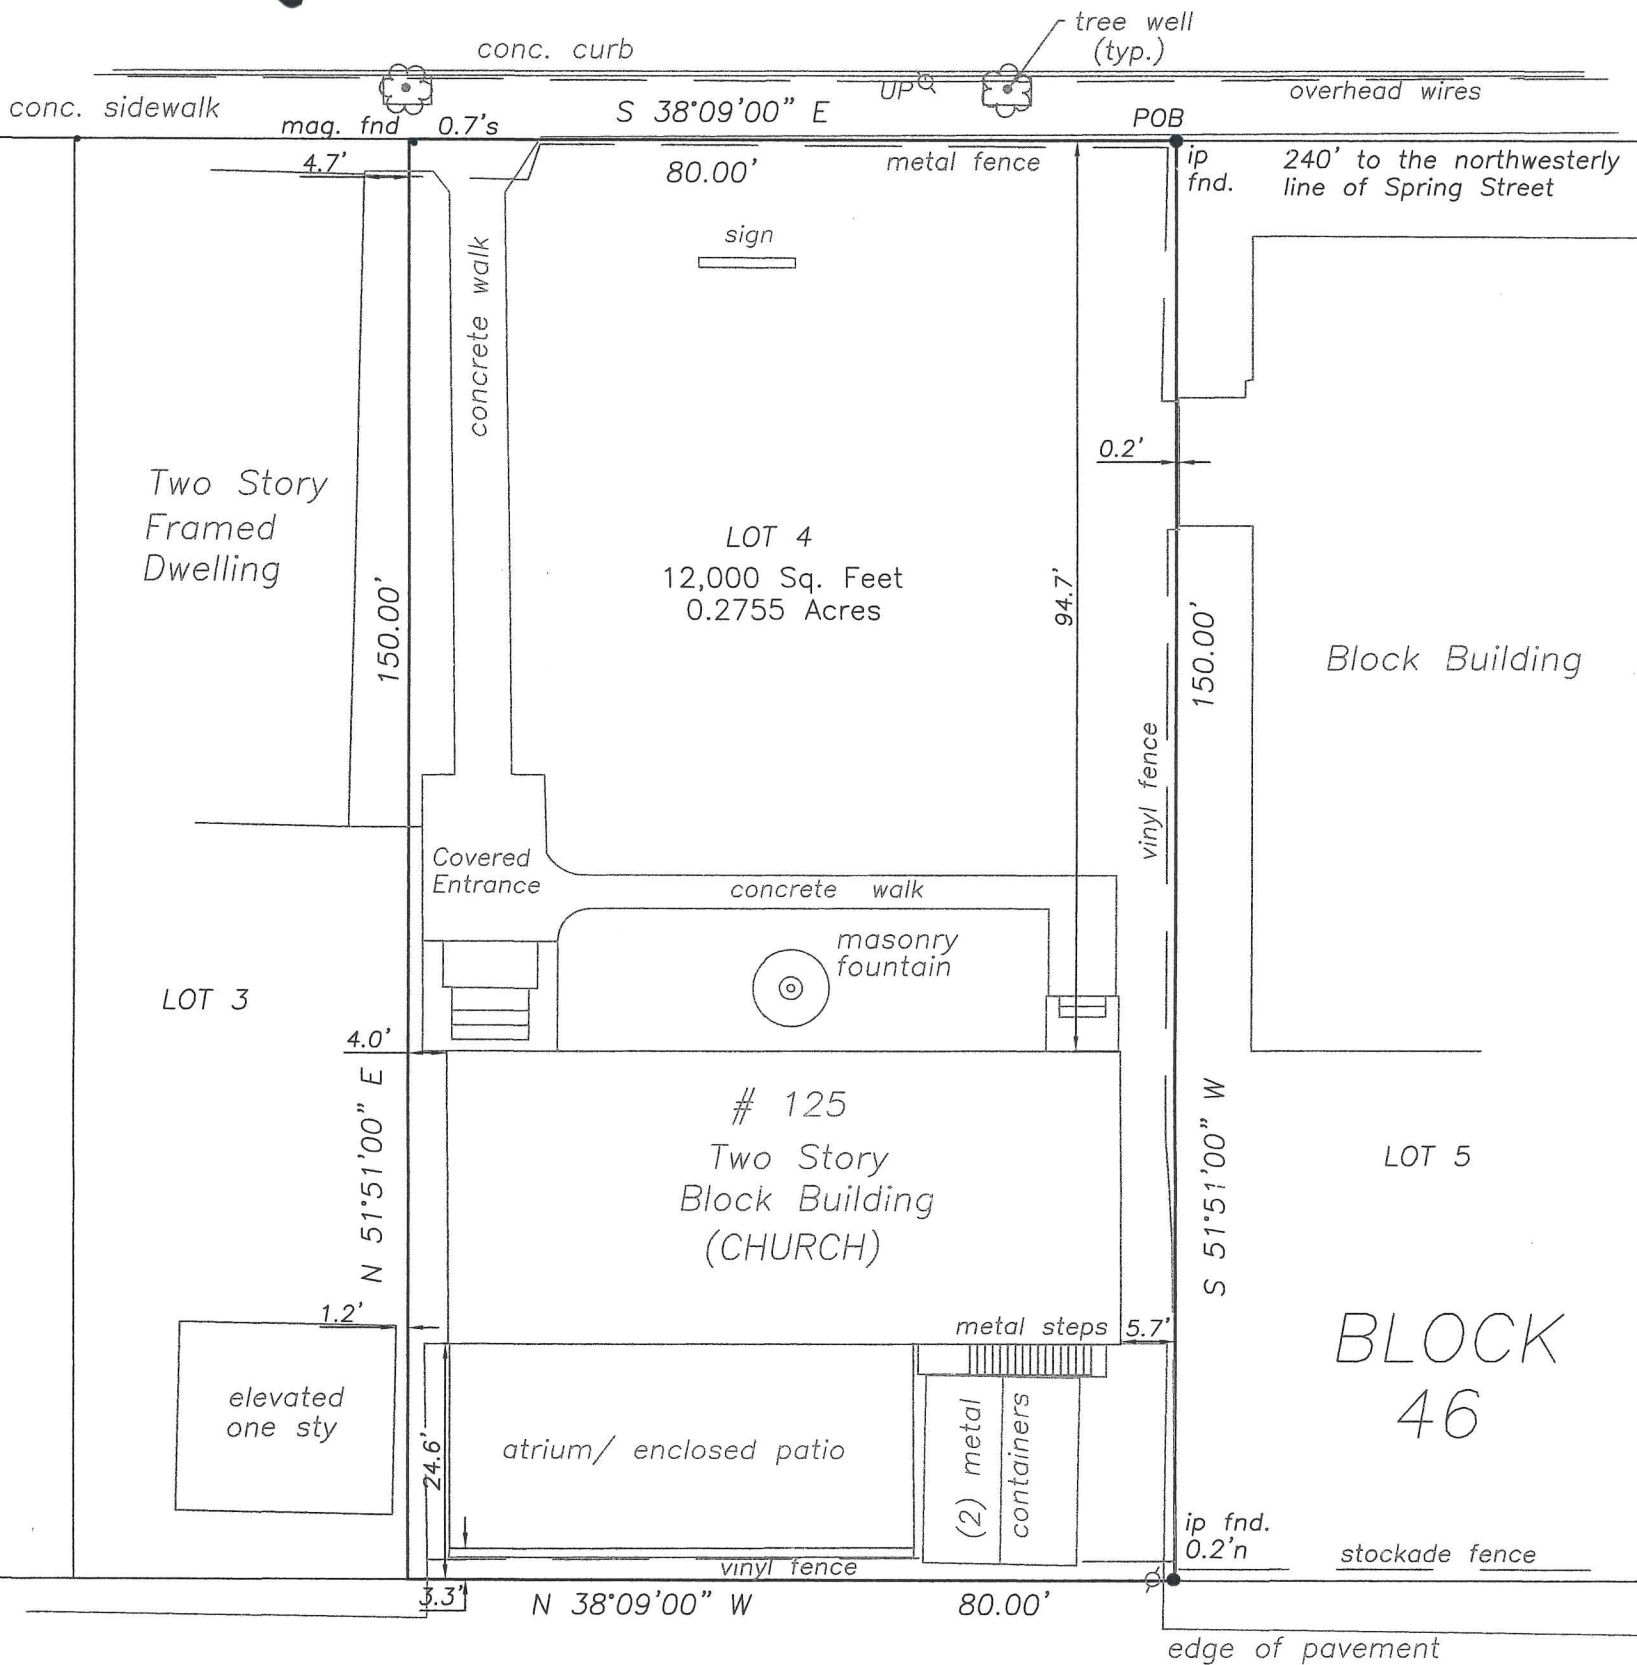 tree well
(typ.)
conc. curb
UP
overhead wires
conc. sidewalk
S 38°09'00" E
POB
mag. fnd 0.7's
4.7'
80.00'
metal fence
ip
fnd.
240' to the northwesterly
line of Spring Street
sign
concrete walk
0.2'
Two Story
Framed
Dwelling
LOT 4
12,000 Sq. Feet
0.2755 Acres
94.7'
150.00'
150.00'
Block Building
vinyl fence
Covered
Entrance
concrete walk
masonry
fountain
LOT 3
4.0'
N 51°51'00" E
# 125
Two Story
Block Building
(CHURCH)
S 51°51'00" W
LOT 5
1.2'
metal steps
5.7'
BLOCK
46
elevated
one sty
24.6'
atrium/ enclosed patio
(2) metal
containers
ip fnd.
0.2'n
stockade fence
vinyl fence
3.3'
N 38°09'00" W
80.00'
edge of pavement